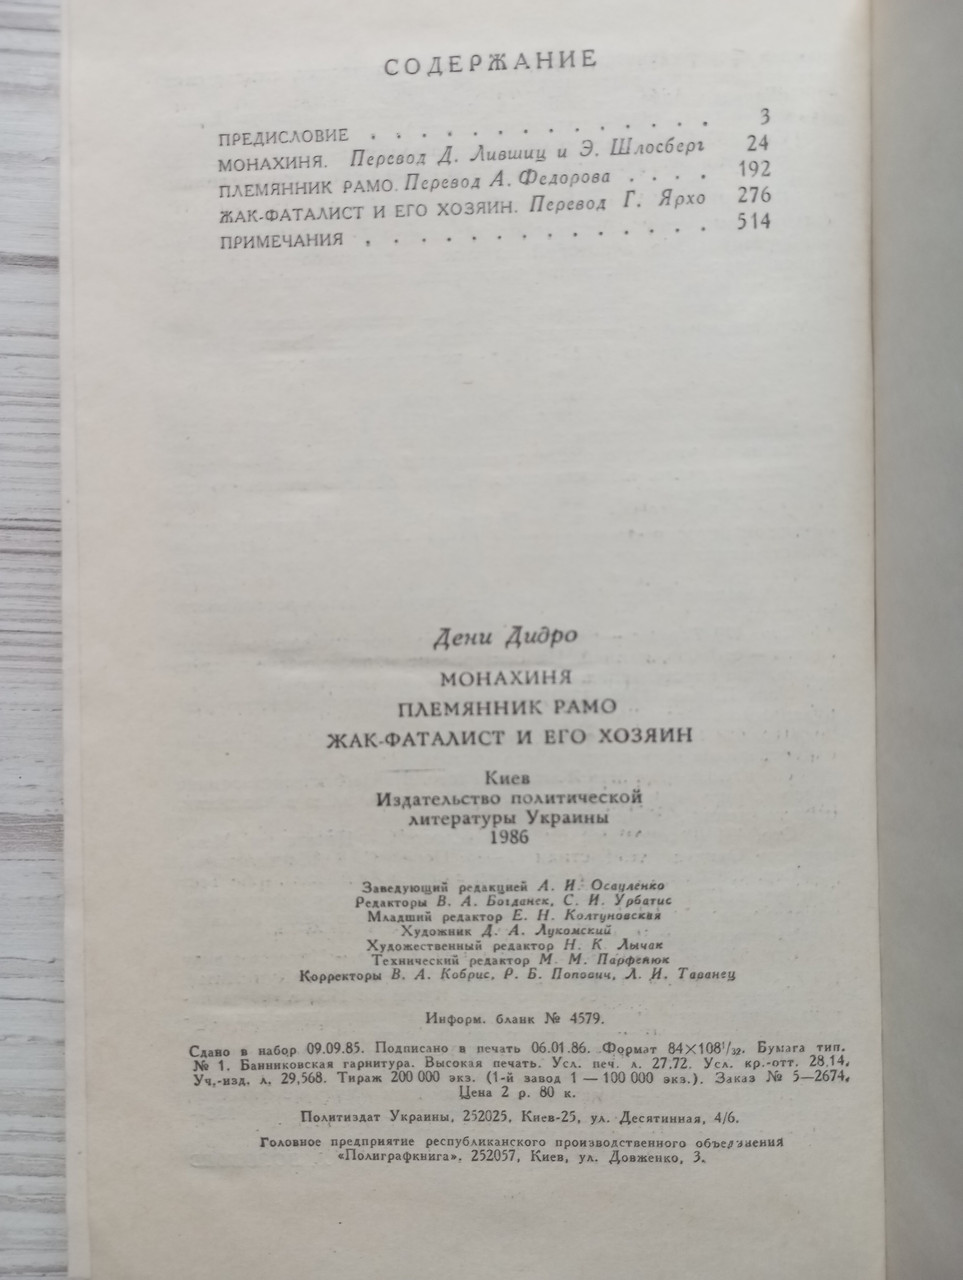 СОДЕРЖАНИЕ
ПРЕДИСЛОВИЕ . . . . . . . . . . . . . . 3
МОНАХИНЯ. Перевод Д. Лившиц и Э. Шлосберг 24
ПЛЕМЯННИК РАМО. Перевод А. Федорова . . . . 192
ЖАК-ФАТАЛИСТ И ЕГО ХОЗЯИН. Перевод Г. Ярхо 276
ПРИМЕЧАНИЯ . . . . . . . . . . . . . . 514
Дени Дидро
МОНАХИНЯ
ПЛЕМЯННИК РАМО
ЖАК-ФАТАЛИСТ И ЕГО ХОЗЯИН
Киев
Издательство политической
литературы Украины
1986
Заведующий редакцией А. И. Осауленко
Редакторы В. А. Богданск, С. И. Урбатис
Младший редактор Е. Н. Колтуновская
Художник Д. А. Лукомский
Художественный редактор Н. К. Лычак
Технический редактор М. М. Парфенюк
Корректоры В. А. Кобрис, Р. Б. Попович, Л. И. Таранец
Информ. бланк № 4579.
Сдано в набор 09.09.85. Подписано в печать 06.01.86. Формат 84×108¹/₃₂. Бумага тип.
№ 1. Банниковская гарнитура. Высокая печать. Усл. печ. л. 27,72. Усл. кр.-отт. 28,14.
Уч.-изд. л. 29,568. Тираж 200 000 экз. (1-й завод 1 — 100 000 экз.). Заказ № 5—2674.
Цена 2 р. 80 к.
Политиздат Украины, 252025, Киев-25, ул. Десятинная, 4/6.
Головное предприятие республиканского производственного объединения
«Полиграфкнига». 252057, Киев, ул. Довженко, 3.